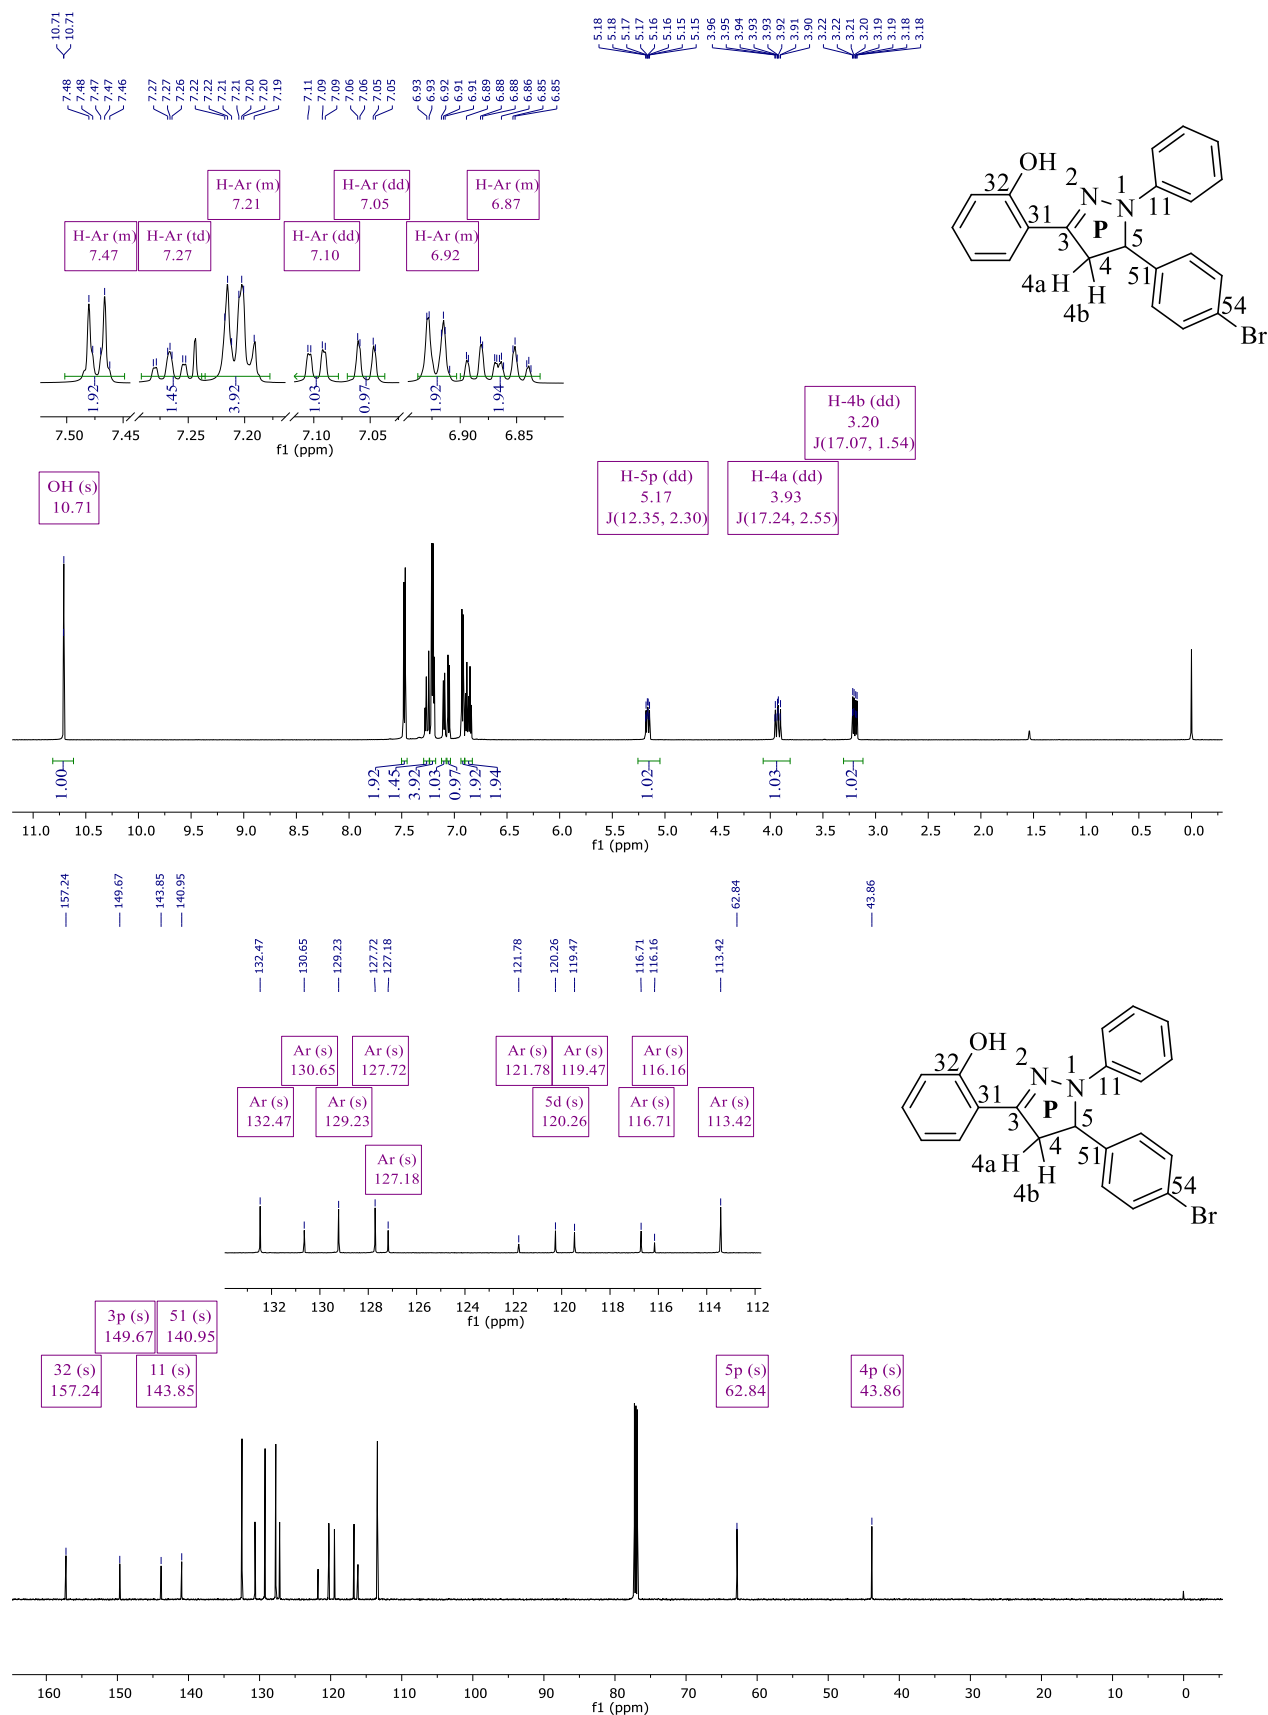 10.71
10.71
5.18
5.18
5.17
5.17
5.16
5.16
5.15
5.15
3.96
3.95
3.94
3.93
3.93
3.92
3.91
3.90
3.22
3.22
3.21
3.20
3.19
3.19
3.18
3.18
7.48
7.48
7.47
7.47
7.46
7.27
7.27
7.26
7.22
7.22
7.21
7.21
7.20
7.20
7.19
7.11
7.09
7.09
7.06
7.06
7.05
7.05
6.93
6.93
6.92
6.91
6.91
6.89
6.88
6.88
6.86
6.85
6.85
H-Ar (m)
7.21
H-Ar (dd)
7.05
H-Ar (m)
6.87
H-Ar (m)
7.47
H-Ar (td)
7.27
H-Ar (dd)
7.10
H-Ar (m)
6.92
1.92
1.45
3.92
1.03
0.97
1.92
1.94
7.50 7.45 7.25 7.20 7.10 7.05 6.90 6.85
f1 (ppm)
OH
32
2
N
1
N
11
31
P
3
5
4
4a H
H
4b
51
54
Br
H-4b (dd)
3.20
J(17.07, 1.54)
OH (s)
10.71
H-5p (dd)
5.17
J(12.35, 2.30)
H-4a (dd)
3.93
J(17.24, 2.55)
1.00
1.92
1.45
3.92
1.03
0.97
1.92
1.94
1.02
1.03
1.02
11.0 10.5 10.0 9.5 9.0 8.5 8.0 7.5 7.0 6.5 6.0 5.5 5.0 4.5 4.0 3.5 3.0 2.5 2.0 1.5 1.0 0.5 0.0
f1 (ppm)
157.24
149.67
143.85
140.95
62.84
43.86
132.47
130.65
129.23
127.72
127.18
121.78
120.26
119.47
116.71
116.16
113.42
Ar (s)
130.65
Ar (s)
127.72
Ar (s)
121.78
Ar (s)
119.47
Ar (s)
116.16
Ar (s)
132.47
Ar (s)
129.23
5d (s)
120.26
Ar (s)
116.71
Ar (s)
113.42
Ar (s)
127.18
132 130 128 126 124 122 120 118 116 114 112
f1 (ppm)
OH
32
2
N
1
N
11
31
P
3
5
4
4a H
H
4b
51
54
Br
3p (s)
149.67
51 (s)
140.95
32 (s)
157.24
11 (s)
143.85
5p (s)
62.84
4p (s)
43.86
160 150 140 130 120 110 100 90 80 70 60 50 40 30 20 10 0
f1 (ppm)